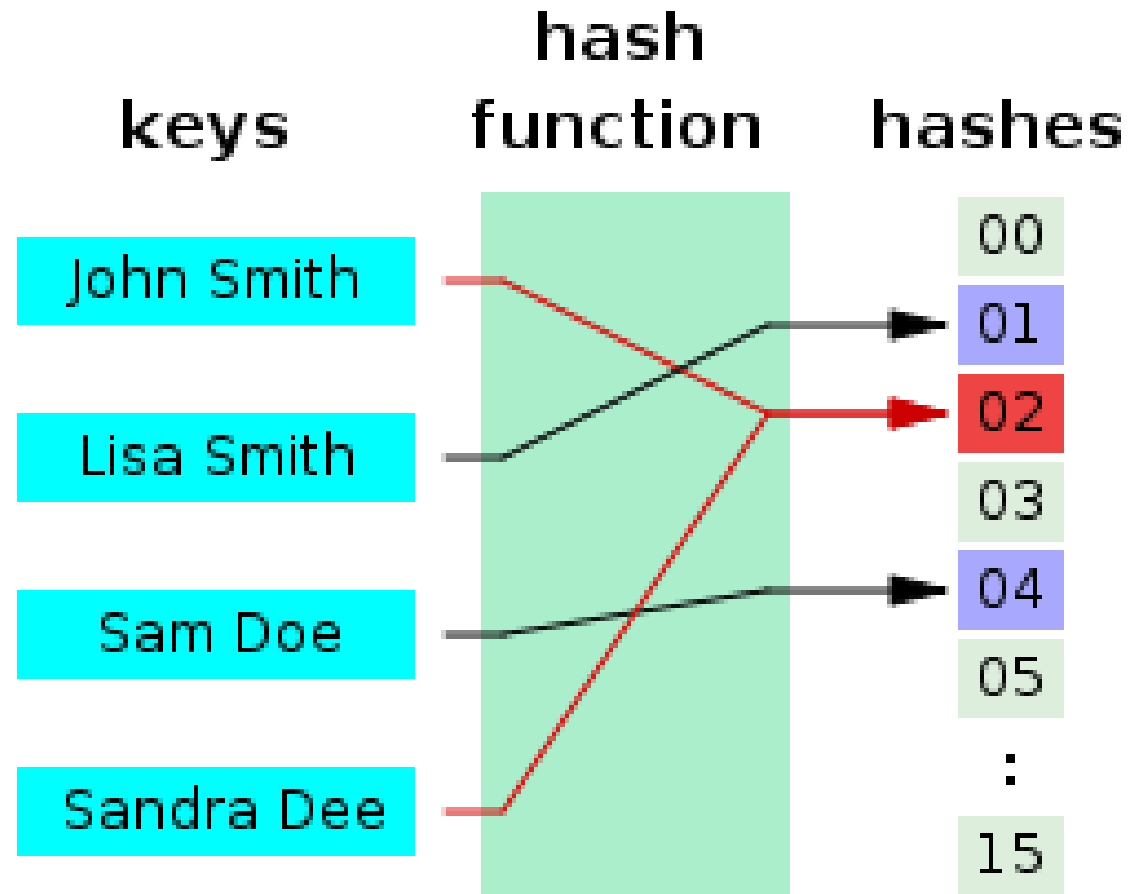 keys
hash
function
hashes
John Smith
Lisa Smith
Sam Doe
Sandra Dee
00
01
02
03
04
05
:
15